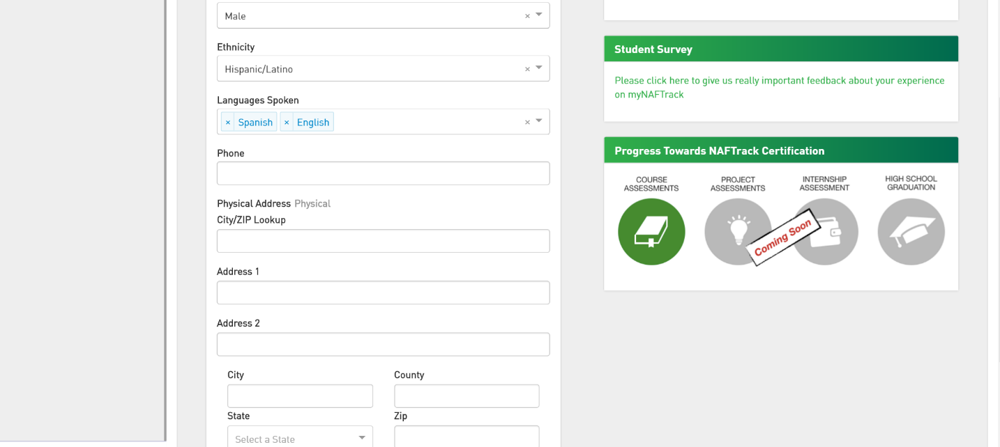 Male
Ethnicity
Hispanic/Latino
Languages Spoken
× Spanish × English
Phone
Physical Address Physical
City/ZIP Lookup
Address 1
Address 2
City County
State Zip
Select a State
Student Survey
Please click here to give us really important feedback about your experience
on myNAFTrack
Progress Towards NAFTrack Certification
COURSE
ASSESSMENTS
PROJECT
ASSESSMENTS
INTERNSHIP
ASSESSMENT
HIGH SCHOOL
GRADUATION
Coming Soon